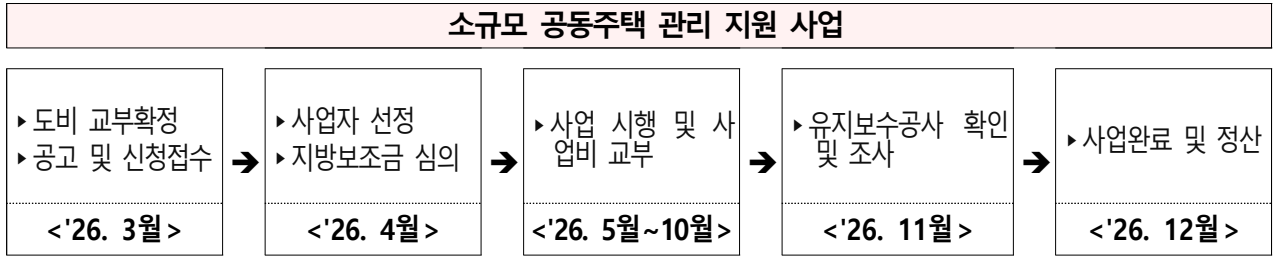 소규모 공동주택 관리 지원 사업
▸도비 교부확정
▸공고 및 신청접수
<'26. 3월>
➔
▸사업자 선정
▸지방보조금 심의
<'26. 4월>
➔
▸사업 시행 및 사
업비 교부
<'26. 5월~10월>
➔
▸유지보수공사 확인
및 조사
<'26. 11월>
➔
▸사업완료 및 정산
<'26. 12월>